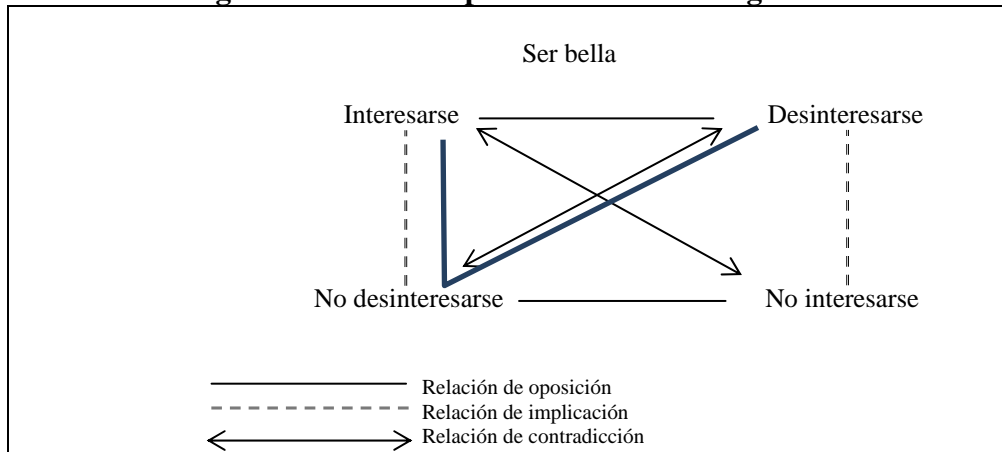 Ser bella
Interesarse Desinteresarse
No desinteresarse No interesarse
Relación de oposición
Relación de implicación
Relación de contradicción